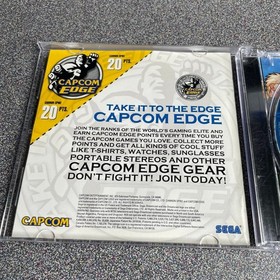 CAPCOM
EDGE
20 PTS.
20 PTS.
TAKE IT TO THE EDGE
CAPCOM EDGE
JOIN THE RANKS OF THE WORLD'S GAMING ELITE AND
EARN CAPCOM EDGE POINTS EVERY TIME YOU BUY
THE CAPCOM GAMES YOU LOVE. COLLECT MORE
POINTS AND GET ALL KINDS OF COOL STUFF
LIKE T-SHIRTS, WATCHES, SUNGLASSES
PORTABLE STEREOS AND OTHER
CAPCOM EDGE GEAR
DON'T FIGHT IT! JOIN TODAY!
CAPCOM
SEGA